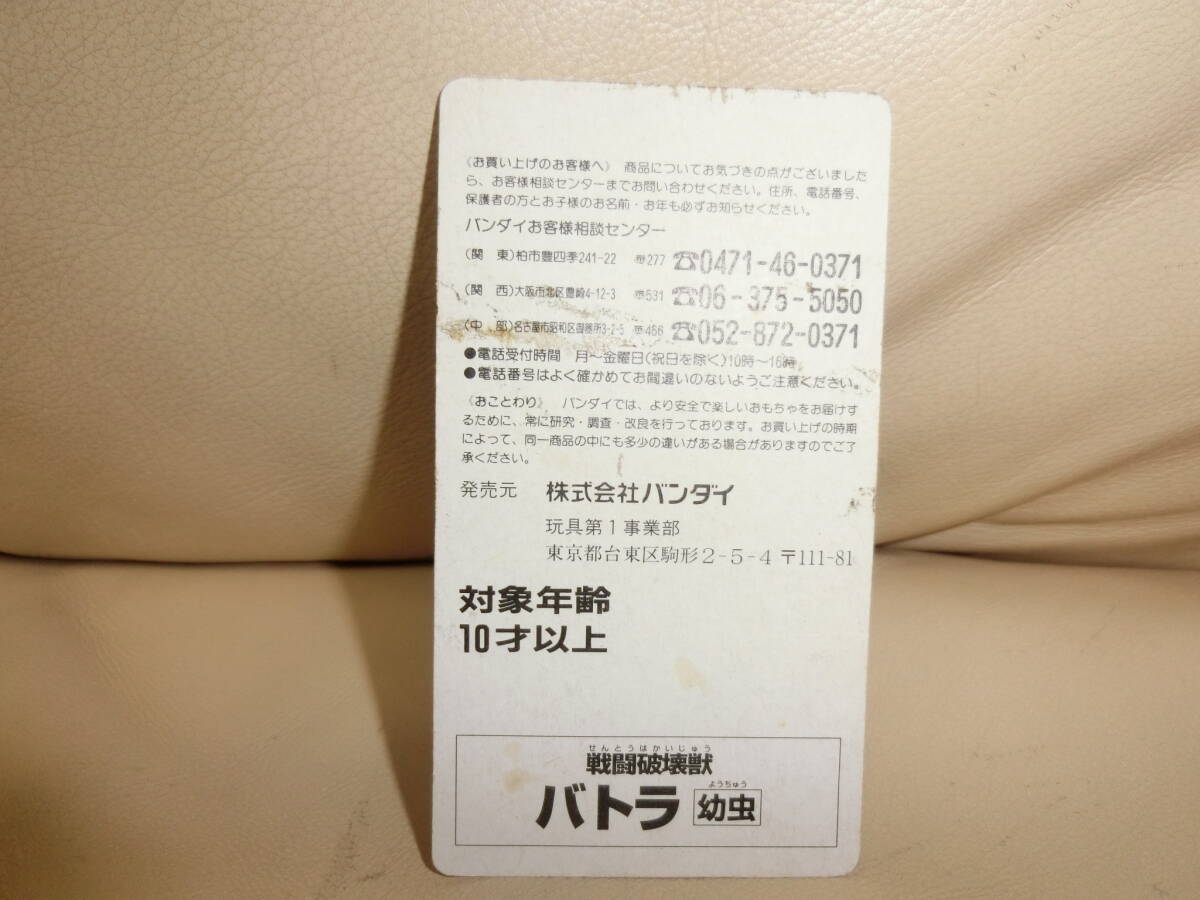 〈お買い上げのお客様へ〉 商品についてお気づきの点がございました
ら、お客様相談センターまでお問い合わせください。住所、電話番号、
保護者の方とお子様のお名前・お年も必ずお知らせください。
バンダイお客様相談センター
(関 東)柏市豊四季241-22 〠277 ☎0471-46-0371
(関 西)大阪市北区豊崎4-12-3 〠531 ☎06-375-5050
(中 部)名古屋市昭和区御器所3-2-5 〠466 ☎052-872-0371
●電話受付時間 月〜金曜日(祝日を除く)10時〜16時
●電話番号はよく確かめてお間違いのないようご注意ください。
〈おことわり〉 バンダイでは、より安全で楽しいおもちゃをお届けす
るために、常に研究・調査・改良を行っております。お買い上げの時期
によって、同一商品の中にも多少の違いがある場合がありますのでご了
承ください。
発売元 株式会社バンダイ
玩具第1事業部
東京都台東区駒形2-5-4 〒111-81
対象年齢
10才以上
せんとうはかいじゅう
戦闘破壊獣
ようちゅう
バトラ 幼虫